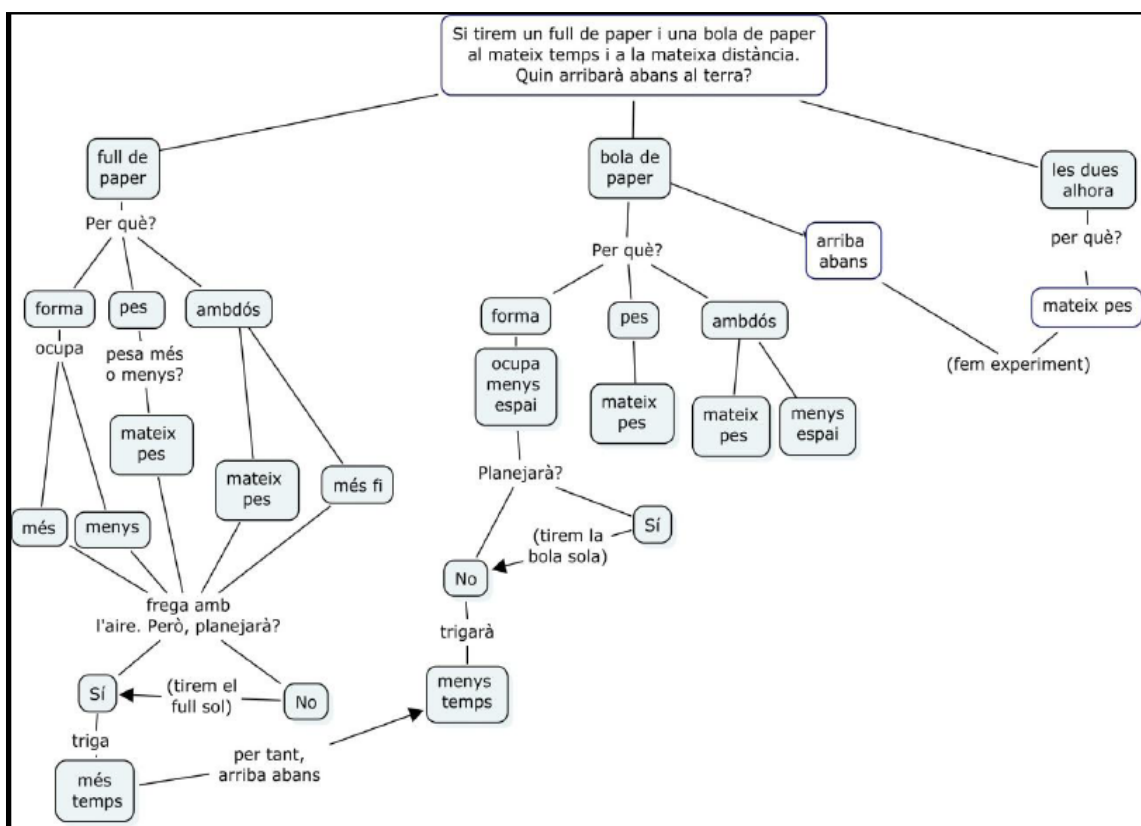 Si tirem un full de paper i una bola de paper
al mateix temps i a la mateixa distància.
Quin arribarà abans al terra?
full de
paper
Per què?
forma
pes
ambdós
ocupa
pesa més
o menys?
mateix
pes
mateix
pes
més fi
més
menys
frega amb
l'aire. Però, planejarà?
Sí
(tirem el
full sol)
No
triga
més
temps
per tant,
arriba abans
bola de
paper
Per què?
forma
pes
ambdós
ocupa
menys
espai
mateix
pes
mateix
pes
menys
espai
Planejarà?
Sí
(tirem la
bola sola)
No
trigarà
menys
temps
arriba
abans
les dues
alhora
per què?
mateix pes
(fem experiment)